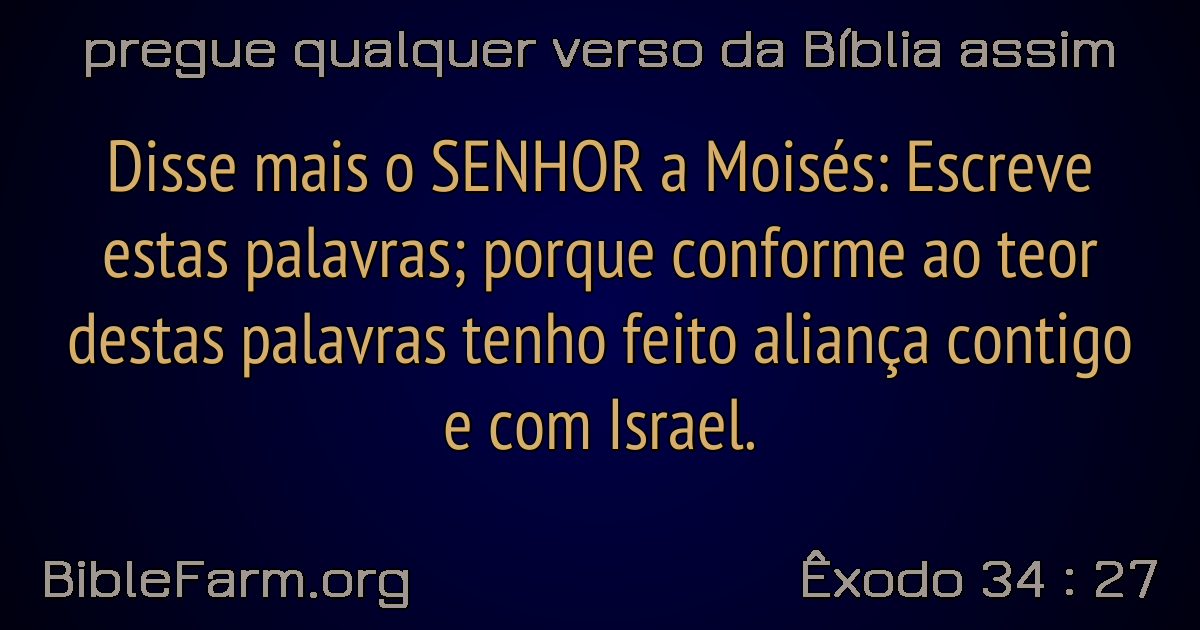 pregue qualquer verso da Bíblia assim
Disse mais o SENHOR a Moisés: Escreve
estas palavras; porque conforme ao teor
destas palavras tenho feito aliança contigo
e com Israel.
BibleFarm.org
Êxodo 34 : 27